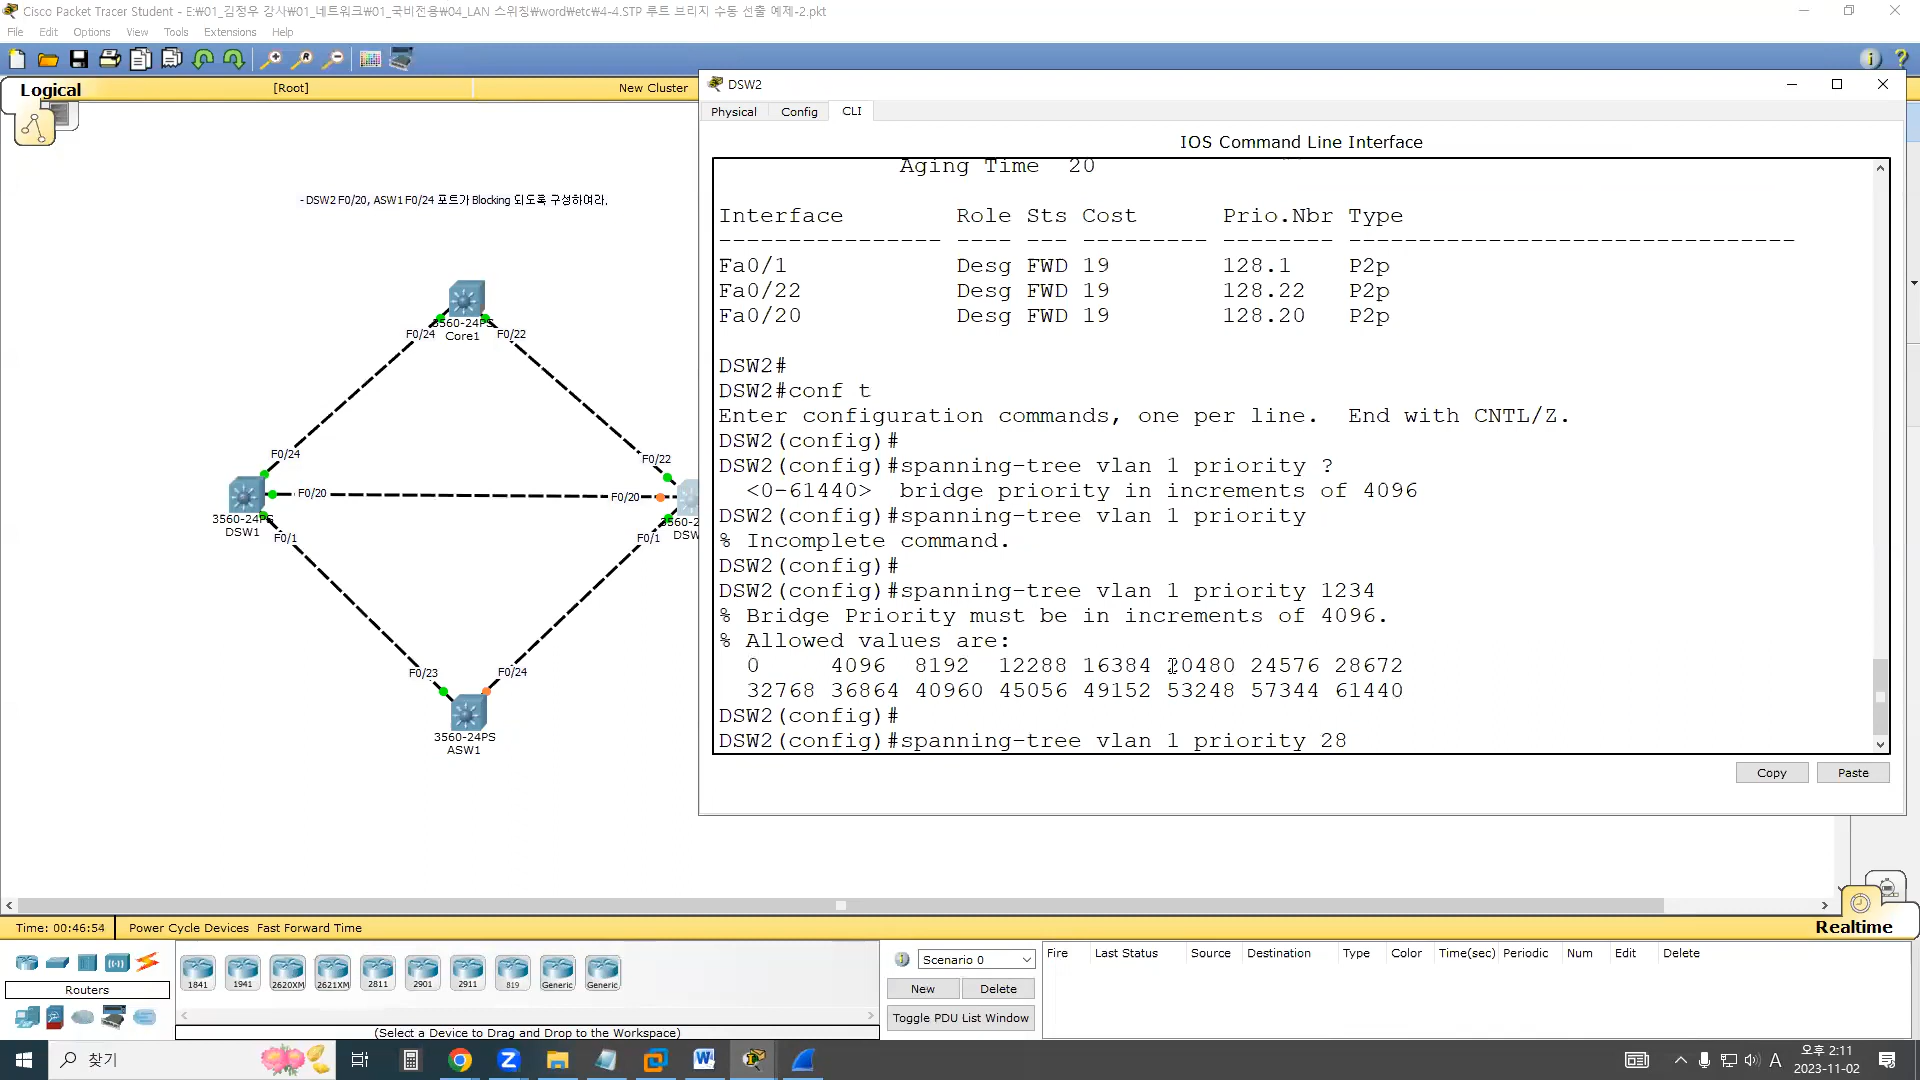 Cisco Packet Tracer Student - E:₩01_김정우 강사₩01_네트워크₩01_국비전용₩04_LAN 스위칭₩word₩etc₩4-4.STP 루트 브리지 수동 선출 예제-2.pkt
File Edit Options View Tools Extensions Help
Logical [Root] New Cluster
- DSW2 F0/20, ASW1 F0/24 포트가 Blocking 되도록 구성하여라.
3560-24PS
Core1
F0/24 F0/22
F0/24 F0/22
F0/20 F0/20
3560-24PS
DSW1
3560-2
DSW
F0/1 F0/1
F0/23 F0/24
3560-24PS
ASW1
DSW2
Physical Config CLI
IOS Command Line Interface
Aging Time 20
Interface Role Sts Cost Prio.Nbr Type
---------------- ---- --- --------- -------- --------------------------------
Fa0/1 Desg FWD 19 128.1 P2p
Fa0/22 Desg FWD 19 128.22 P2p
Fa0/20 Desg FWD 19 128.20 P2p
DSW2#
DSW2#conf t
Enter configuration commands, one per line. End with CNTL/Z.
DSW2(config)#
DSW2(config)#spanning-tree vlan 1 priority ?
<0-61440> bridge priority in increments of 4096
DSW2(config)#spanning-tree vlan 1 priority
% Incomplete command.
DSW2(config)#
DSW2(config)#spanning-tree vlan 1 priority 1234
% Bridge Priority must be in increments of 4096.
% Allowed values are:
0 4096 8192 12288 16384 20480 24576 28672
32768 36864 40960 45056 49152 53248 57344 61440
DSW2(config)#
DSW2(config)#spanning-tree vlan 1 priority 28
Copy Paste
Time: 00:46:54 Power Cycle Devices Fast Forward Time Realtime
Routers
1841 1941 2620XM 2621XM 2811 2901 2911 819 Generic Generic
(Select a Device to Drag and Drop to the Workspace)
Scenario 0
New Delete
Toggle PDU List Window
Fire Last Status Source Destination Type Color Time(sec) Periodic Num Edit Delete
찾기
A 오후 2:11
2023-11-02